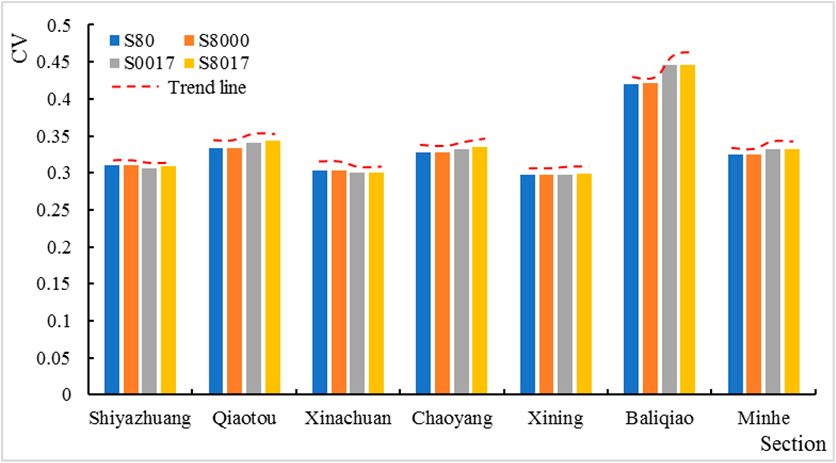 CV
0.5
0.45
0.4
0.35
0.3
0.25
0.2
0.15
0.1
0.05
0
S80 S8000
S0017 S8017
Trend line
Shiyazhuang Qiaotou Xinachuan Chaoyang Xining Baliqiao Minhe
Section